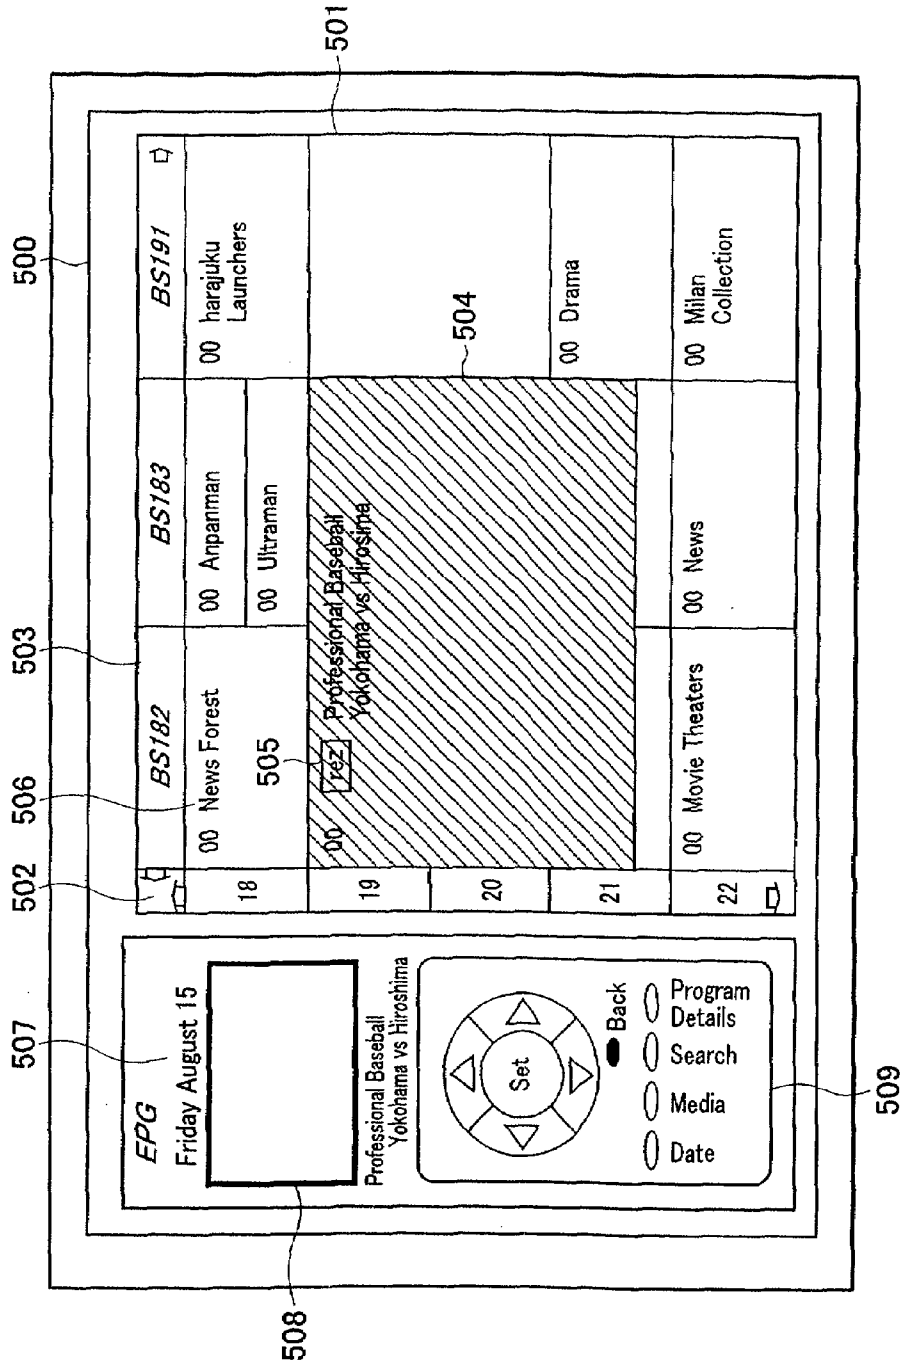 500
501
502
503
506
507
EPG
Friday August 15
Professional Baseball
Yokohama vs Hiroshima
Set
Back
Date
Media
Search
Program
Details
508
509
BS182
BS183
BS191
18
19
20
21
22
00 News Forest
00 Anpanman
00 Ultraman
00 harajuku
Launchers
505
504
00 rez Professional Baseball
Yokohama vs Hirosima
00 Drama
00 Movie Theaters
00 News
00 Milan
Collection